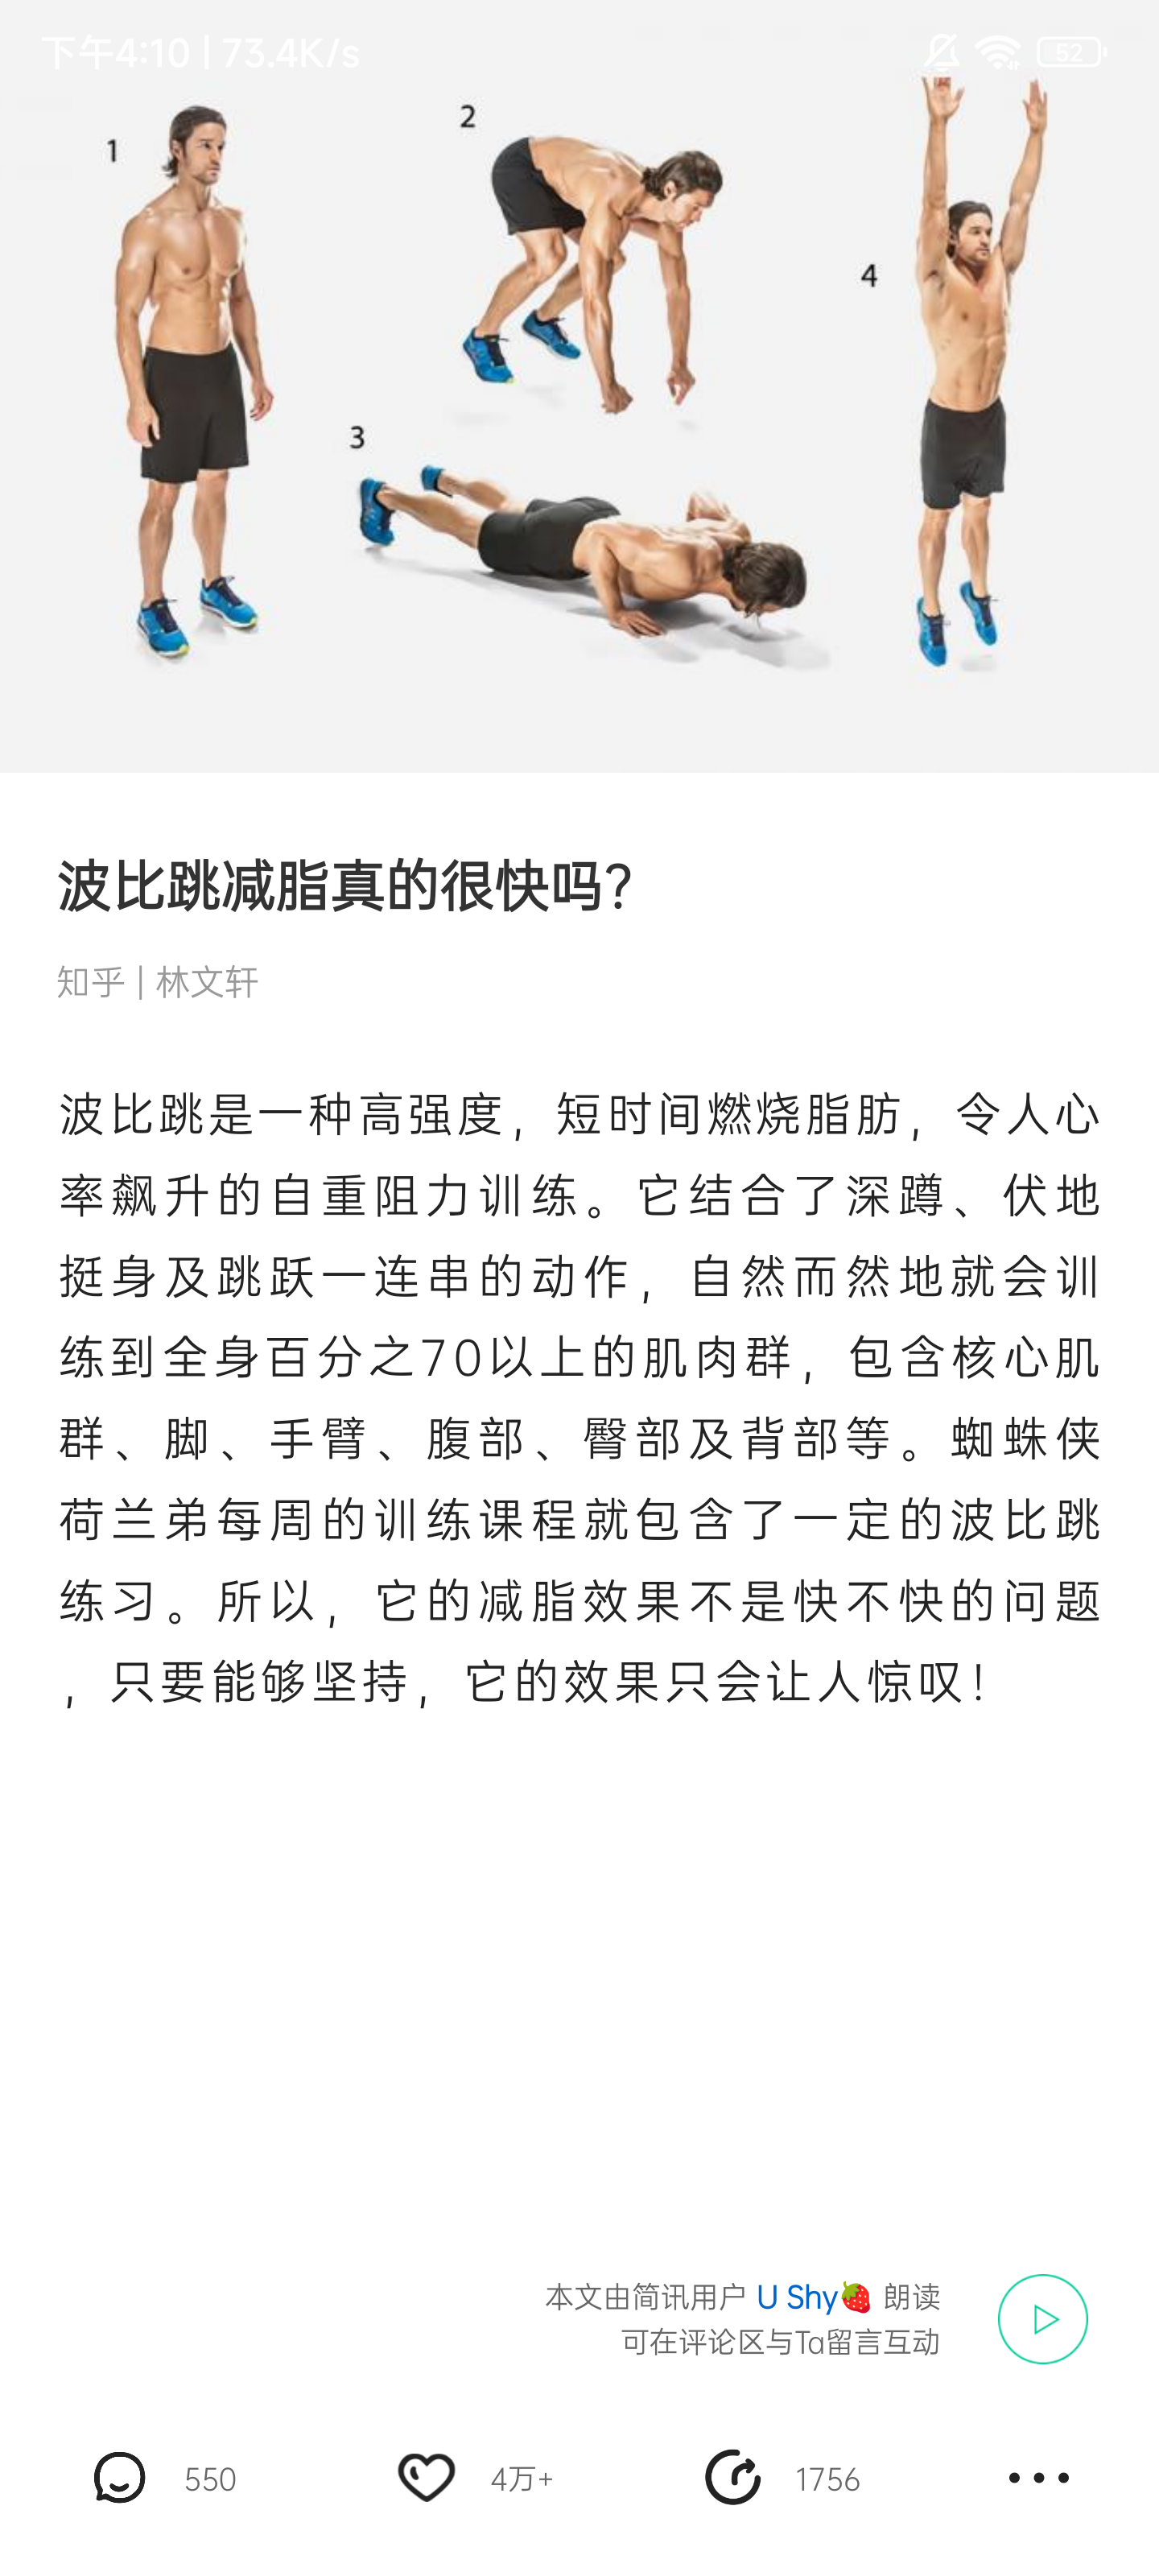 下午4:10 | 73.4K/s
52
1
2
3
4
波比跳减脂真的很快吗？
知乎 | 林文轩
波比跳是一种高强度，短时间燃烧脂肪，令人心
率飙升的自重阻力训练。它结合了深蹲、伏地
挺身及跳跃一连串的动作，自然而然地就会训
练到全身百分之70以上的肌肉群，包含核心肌
群、脚、手臂、腹部、臀部及背部等。蜘蛛侠
荷兰弟每周的训练课程就包含了一定的波比跳
练习。所以，它的减脂效果不是快不快的问题
，只要能够坚持，它的效果只会让人惊叹！
本文由简讯用户 U Shy🍓 朗读
可在评论区与Ta留言互动
550
4万+
1756